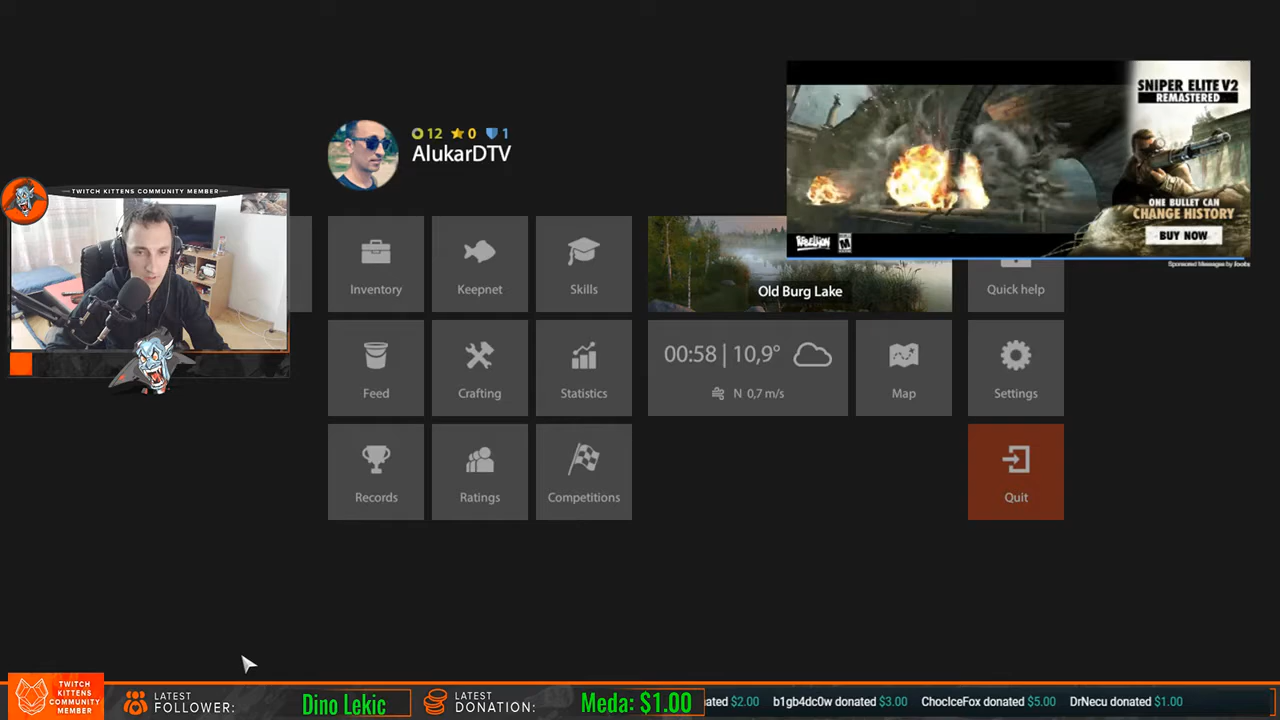 12 0 1
AlukarDTV
TWITCH KITTENS COMMUNITY MEMBER
SNIPER ELITE V2
REMASTERED
ONE BULLET CAN
CHANGE HISTORY
BUY NOW
REBELLION
M
Sponsored Messages by
Inventory
Keepnet
Skills
Old Burg Lake
Quick help
Feed
Crafting
Statistics
00:58 | 10,9°
N 0,7 m/s
Map
Settings
Records
Ratings
Competitions
Quit
TWITCH
KITTENS
COMMUNITY
MEMBER
LATEST
FOLLOWER:
Dino Lekic
LATEST
DONATION:
Meda: $1.00
ated $2.00 b1gb4dc0w donated $3.00 ChocIceFox donated $5.00 DrNecu donated $1.00